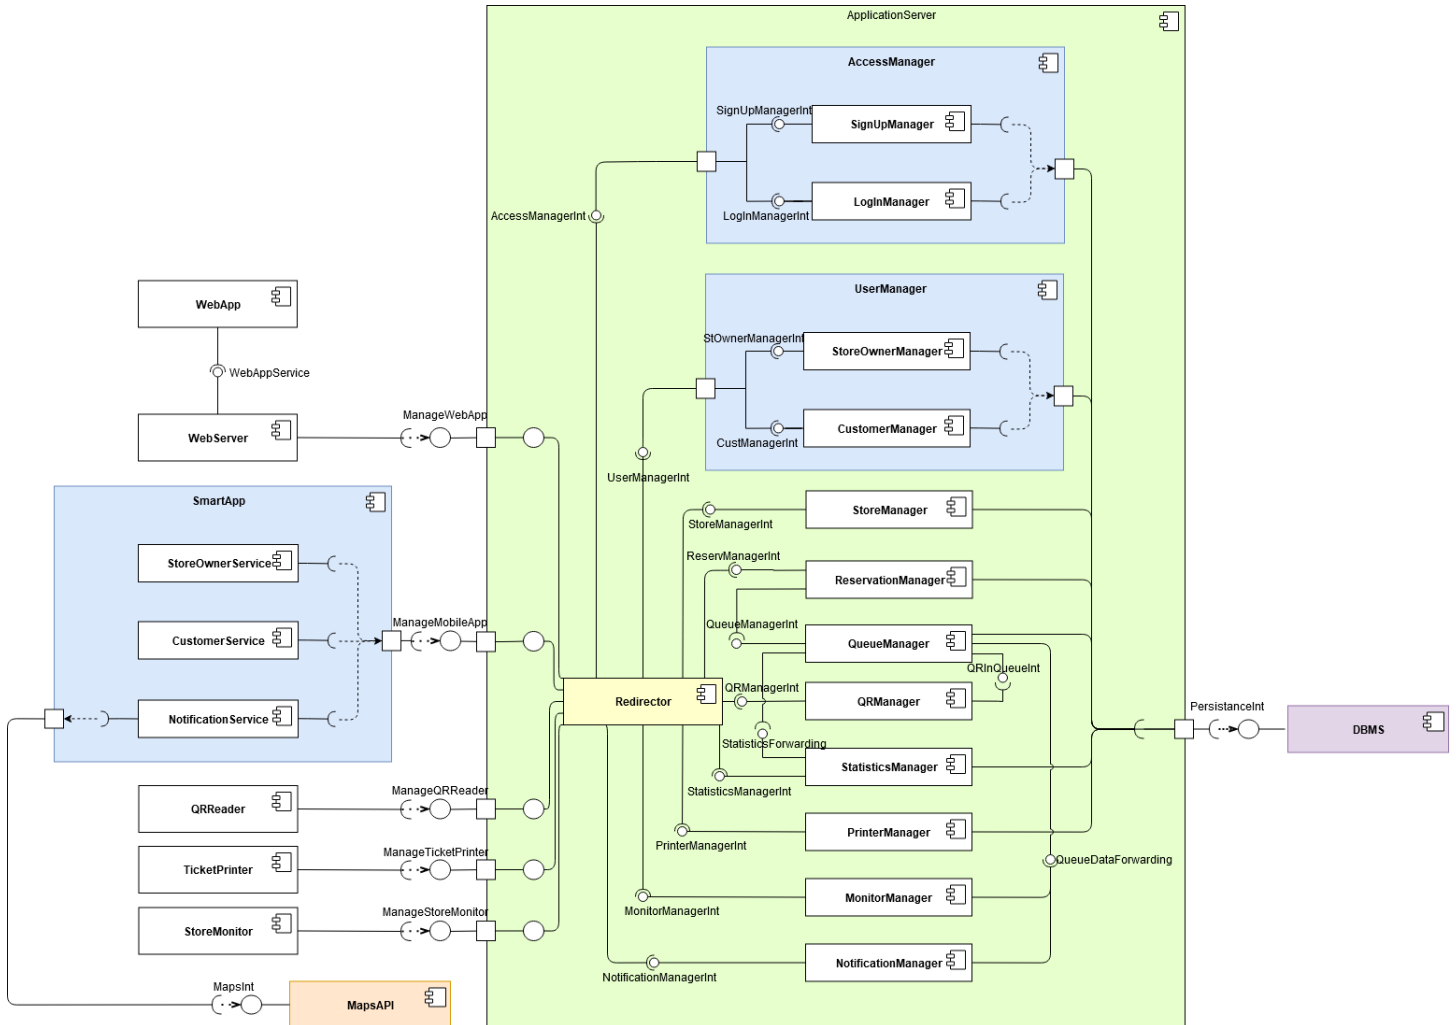 ApplicationServer
AccessManager
SignUpManagerInt
SignUpManager
LogInManager
LogInManagerInt
AccessManagerInt
UserManager
WebApp
StOwnerManagerInt
StoreOwnerManager
WebAppService
ManageWebApp
CustomerManager
WebServer
CustManagerInt
UserManagerInt
SmartApp
StoreManager
StoreManagerInt
ReservManagerInt
StoreOwnerService
ReservationManager
ManageMobileApp
QueueManagerInt
CustomerService
QueueManager
QRInQueueInt
QRManagerInt
Redirector
QRManager
PersistanceInt
NotificationService
DBMS
StatisticsForwarding
StatisticsManager
ManageQRReader
StatisticsManagerInt
QRReader
PrinterManager
PrinterManagerInt
ManageTicketPrinter
QueueDataForwarding
TicketPrinter
MonitorManager
ManageStoreMonitor
MonitorManagerInt
StoreMonitor
NotificationManager
NotificationManagerInt
MapsInt
MapsAPI